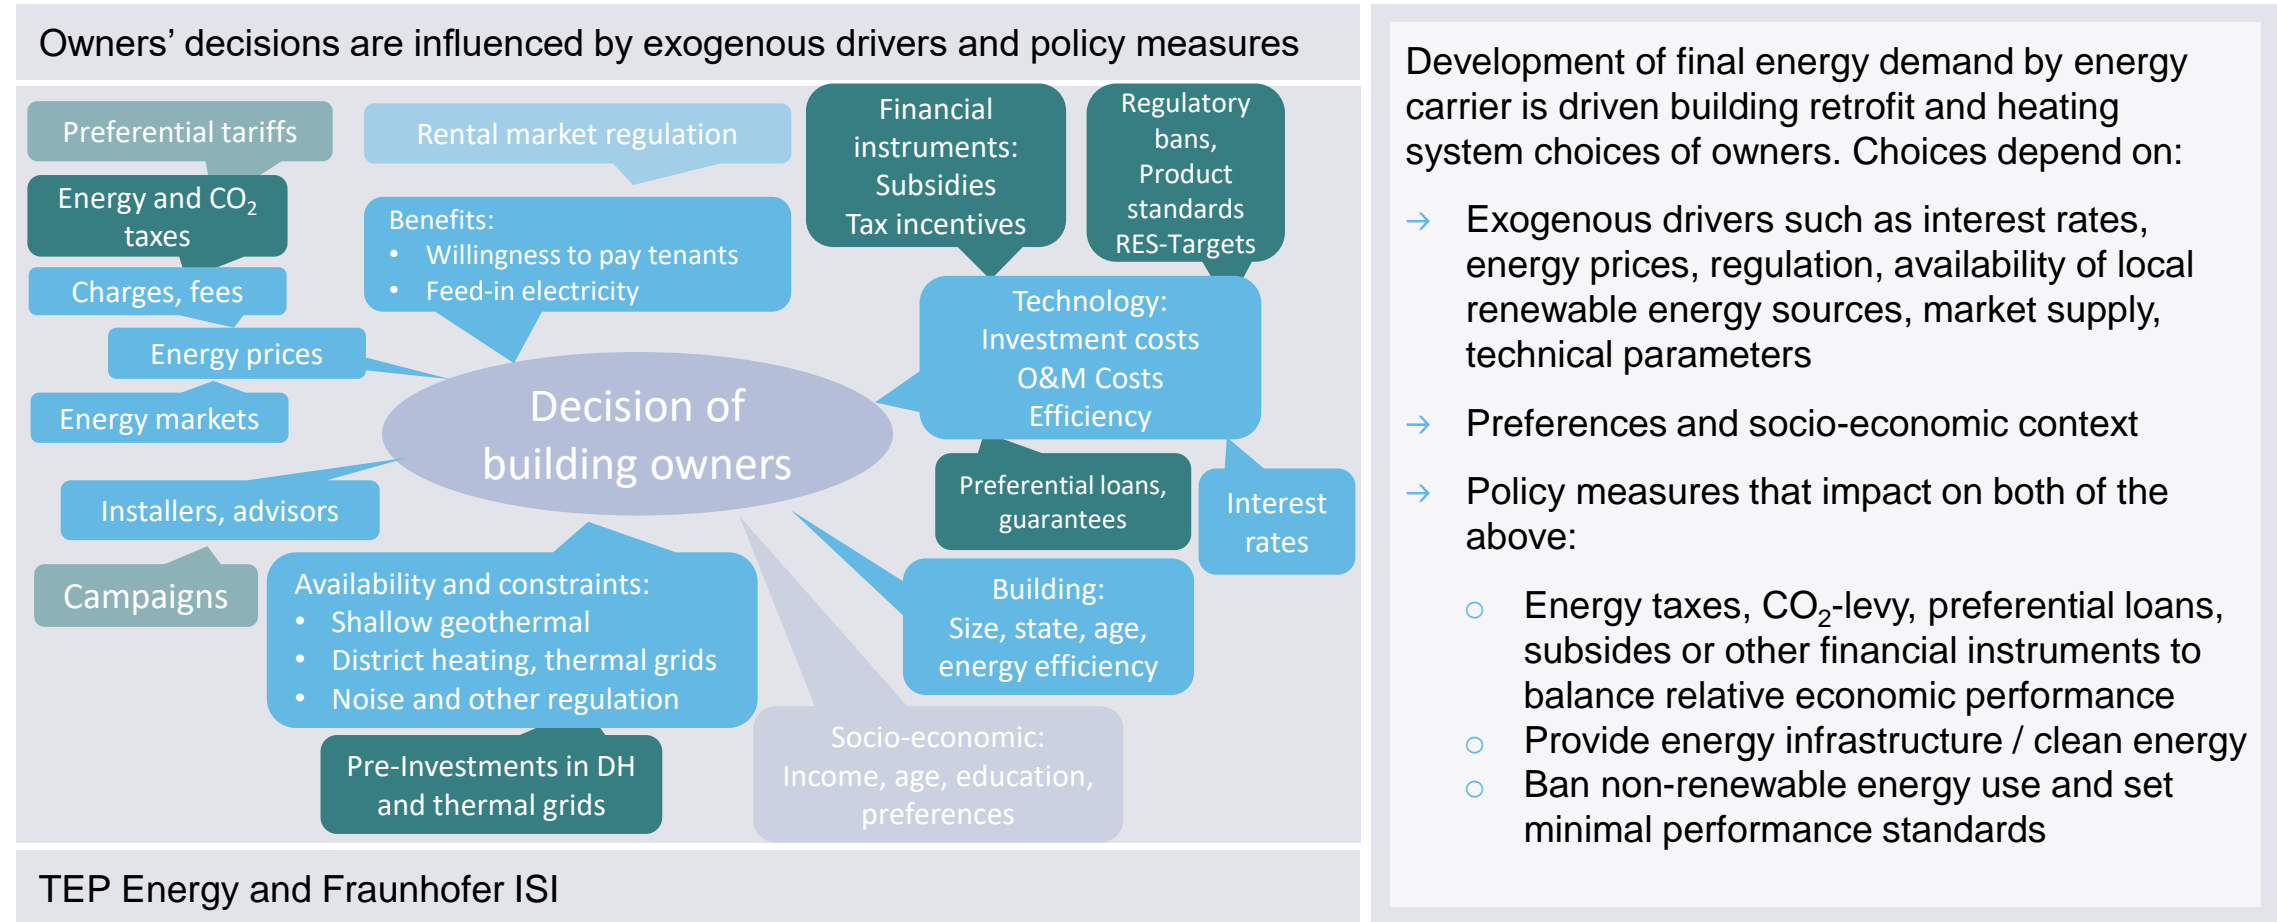 Owners’ decisions are influenced by exogenous drivers and policy measures
Preferential tariffs
Energy and CO₂
taxes
Charges, fees
Energy prices
Energy markets
Installers, advisors
Campaigns
Rental market regulation
Benefits:
• Willingness to pay tenants
• Feed-in electricity
Decision of
building owners
Financial
instruments:
Subsidies
Tax incentives
Regulatory
bans,
Product
standards
RES-Targets
Technology:
Investment costs
O&M Costs
Efficiency
Preferential loans,
guarantees
Interest
rates
Availability and constraints:
• Shallow geothermal
• District heating, thermal grids
• Noise and other regulation
Building:
Size, state, age,
energy efficiency
Pre-Investments in DH
and thermal grids
Socio-economic:
Income, age, education,
preferences
TEP Energy and Fraunhofer ISI
Development of final energy demand by energy
carrier is driven building retrofit and heating
system choices of owners. Choices depend on:
→ Exogenous drivers such as interest rates,
energy prices, regulation, availability of local
renewable energy sources, market supply,
technical parameters
→ Preferences and socio-economic context
→ Policy measures that impact on both of the
above:
○ Energy taxes, CO₂-levy, preferential loans,
subsides or other financial instruments to
balance relative economic performance
○ Provide energy infrastructure / clean energy
○ Ban non-renewable energy use and set
minimal performance standards